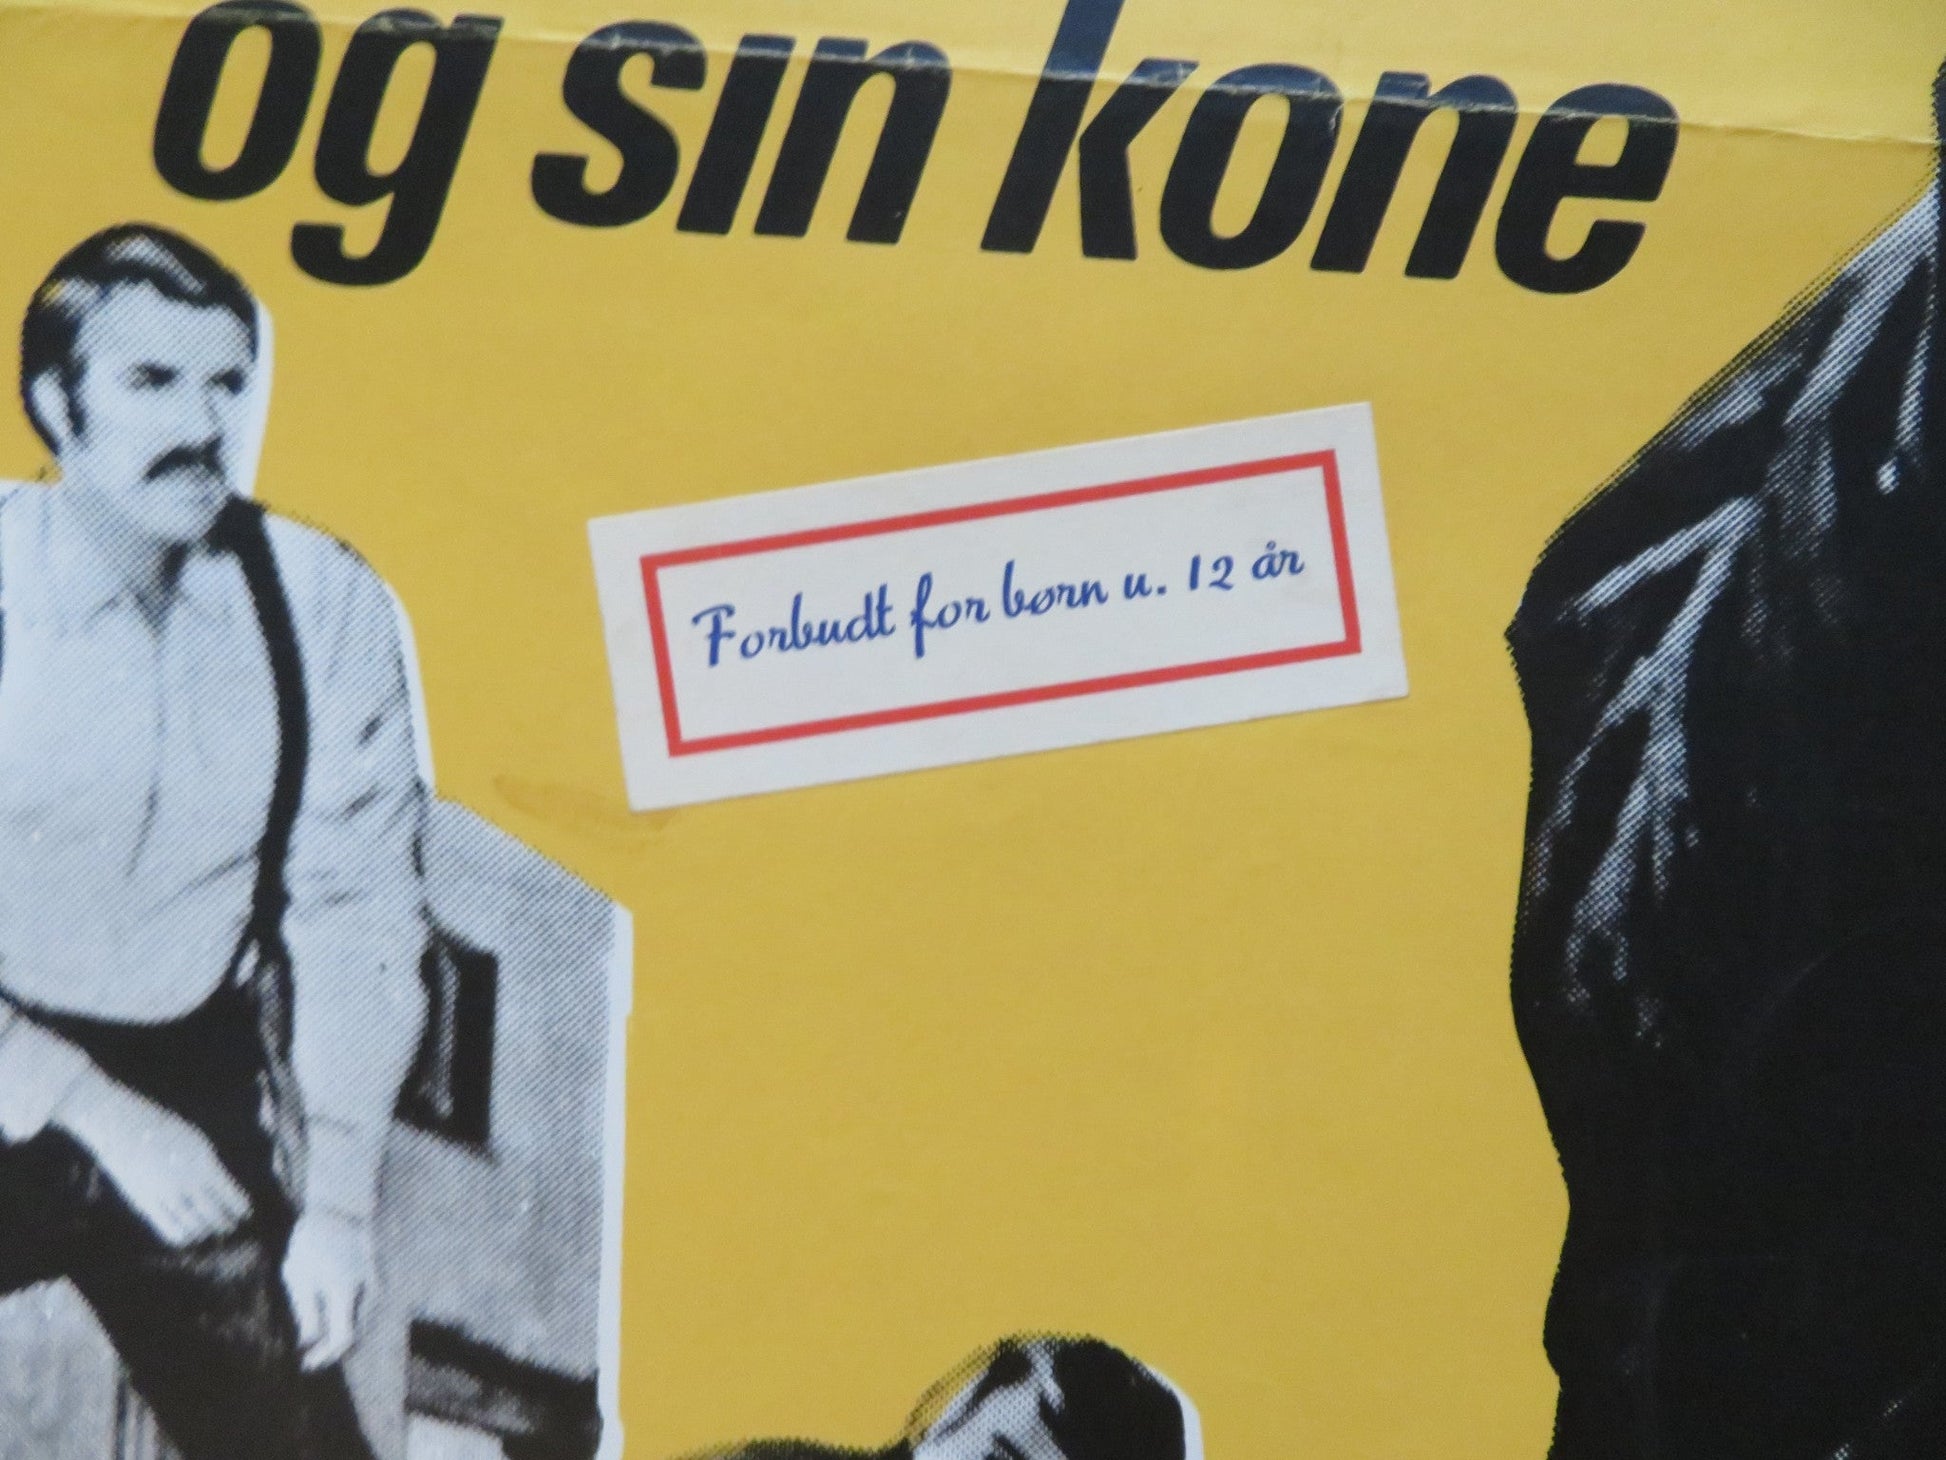 og sin kone
Forbudt for børn u. 12 år